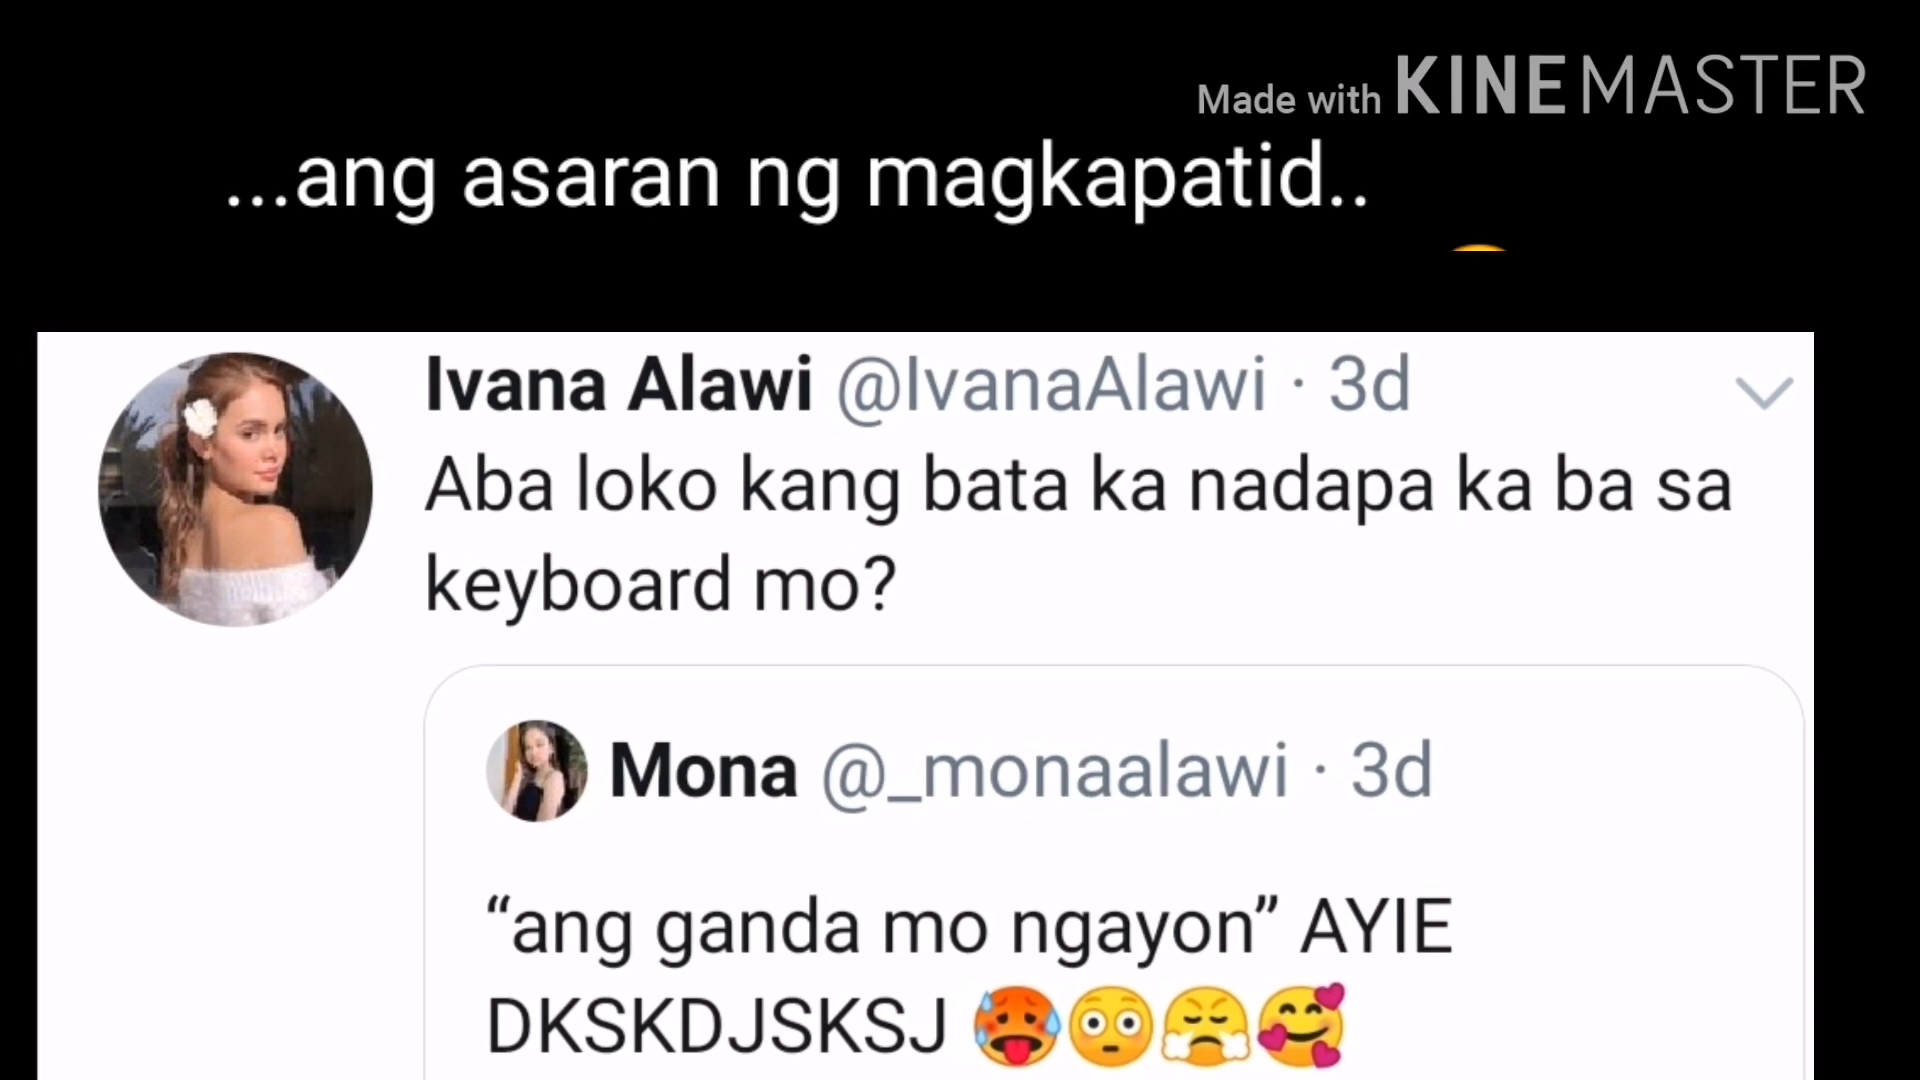 Made with KINEMASTER
...ang asaran ng magkapatid..
Ivana Alawi @IvanaAlawi · 3d
Aba loko kang bata ka nadapa ka ba sa
keyboard mo?
Mona @_monaalawi · 3d
“ang ganda mo ngayon” AYIE
DKSKDJSKSJ 🥵😳😤🥰